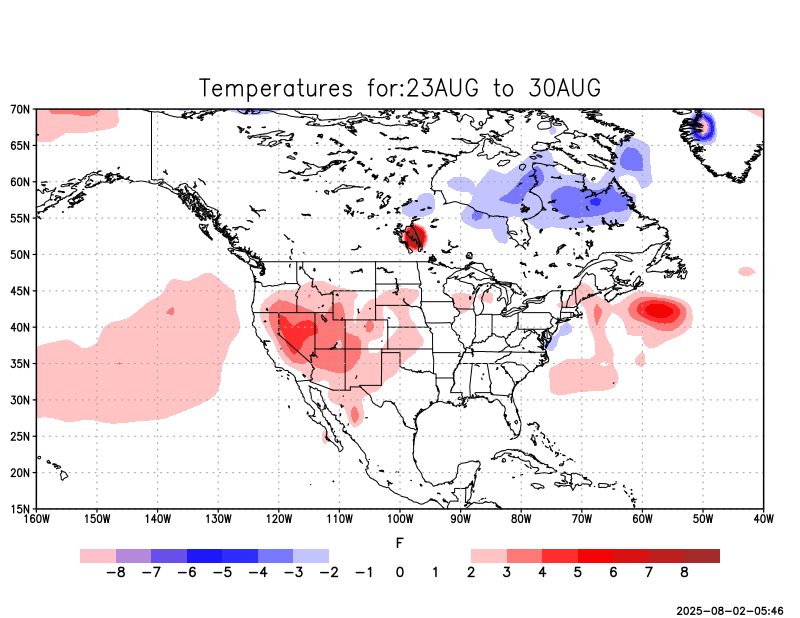 Temperatures for:23AUG to 30AUG
70N
65N
60N
55N
50N
45N
40N
35N
30N
25N
20N
15N
160W 150W 140W 130W 120W 110W 100W 90W 80W 70W 60W 50W 40W
F
-8 -7 -6 -5 -4 -3 -2 -1 0 1 2 3 4 5 6 7 8
2025-08-02-05:46